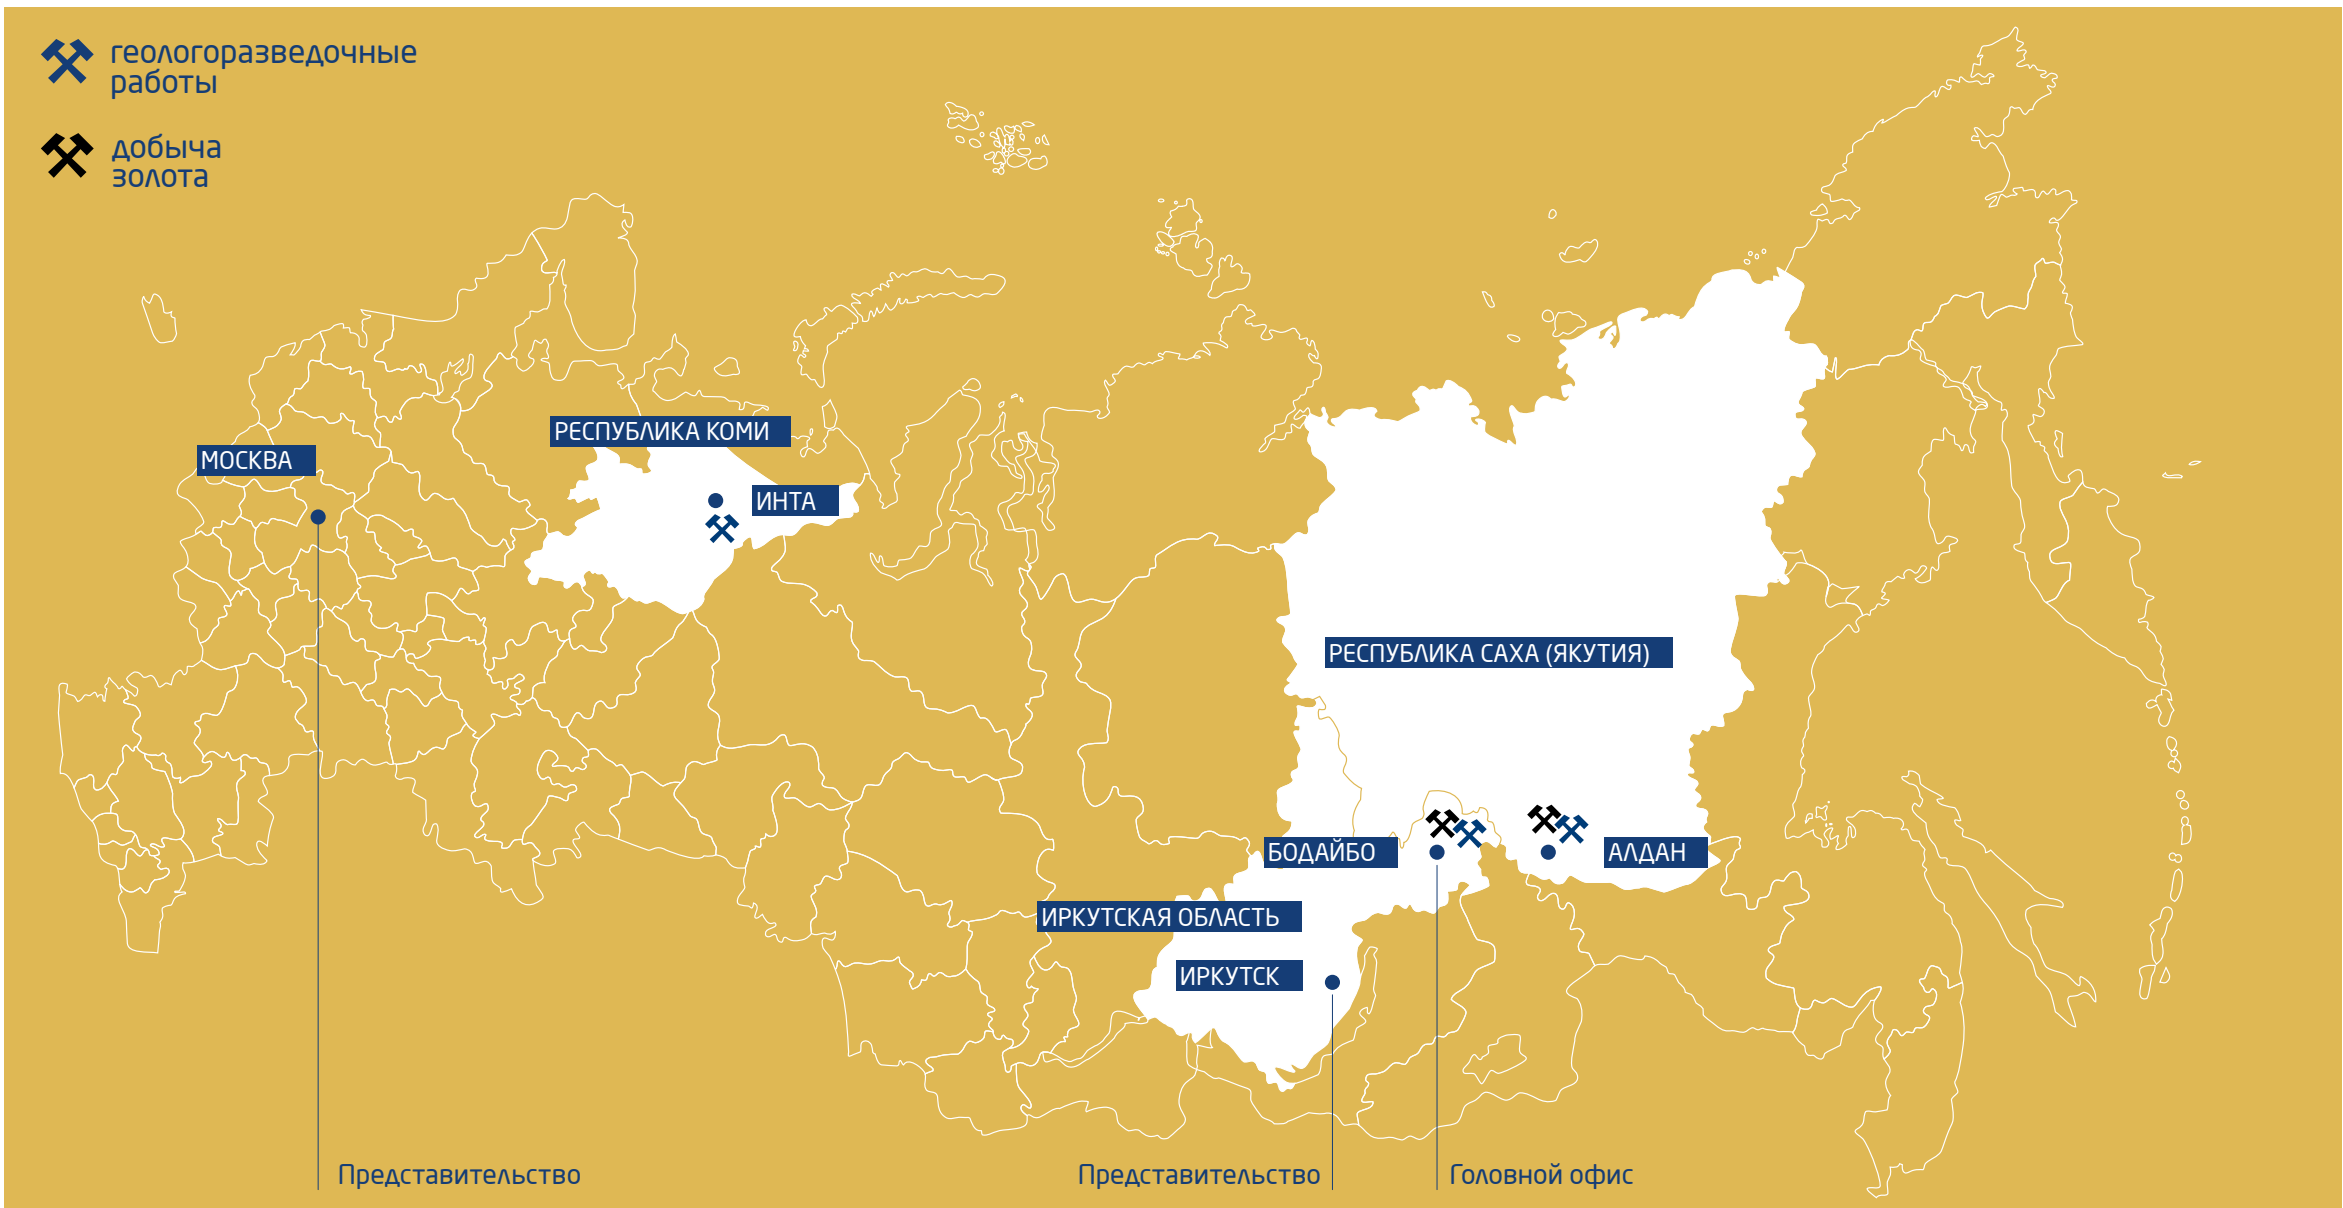 геологоразведочные
работы
добыча
золота
РЕСПУБЛИКА КОМИ
МОСКВА
ИНТА
РЕСПУБЛИКА САХА (ЯКУТИЯ)
БОДАЙБО
АЛДАН
ИРКУТСКАЯ ОБЛАСТЬ
ИРКУТСК
Представительство
Представительство
Головной офис